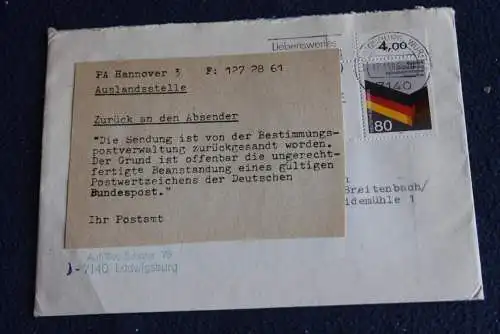 Liebenswertes
4,00
7140
80
PA Hannover 3 F: 127 28 61
Auslandsstelle
Zurück an den Absender
"Die Sendung ist von der Bestimmungs-
postverwaltung zurückgesandt worden.
Der Grund ist offenbar die ungerecht-
fertigte Beanstandung eines gültigen
Postwertzeichens der Deutschen
Bundespost."
Ihr Postamt
Breitenbach/
idemühle 1
7140 Ludwigsburg